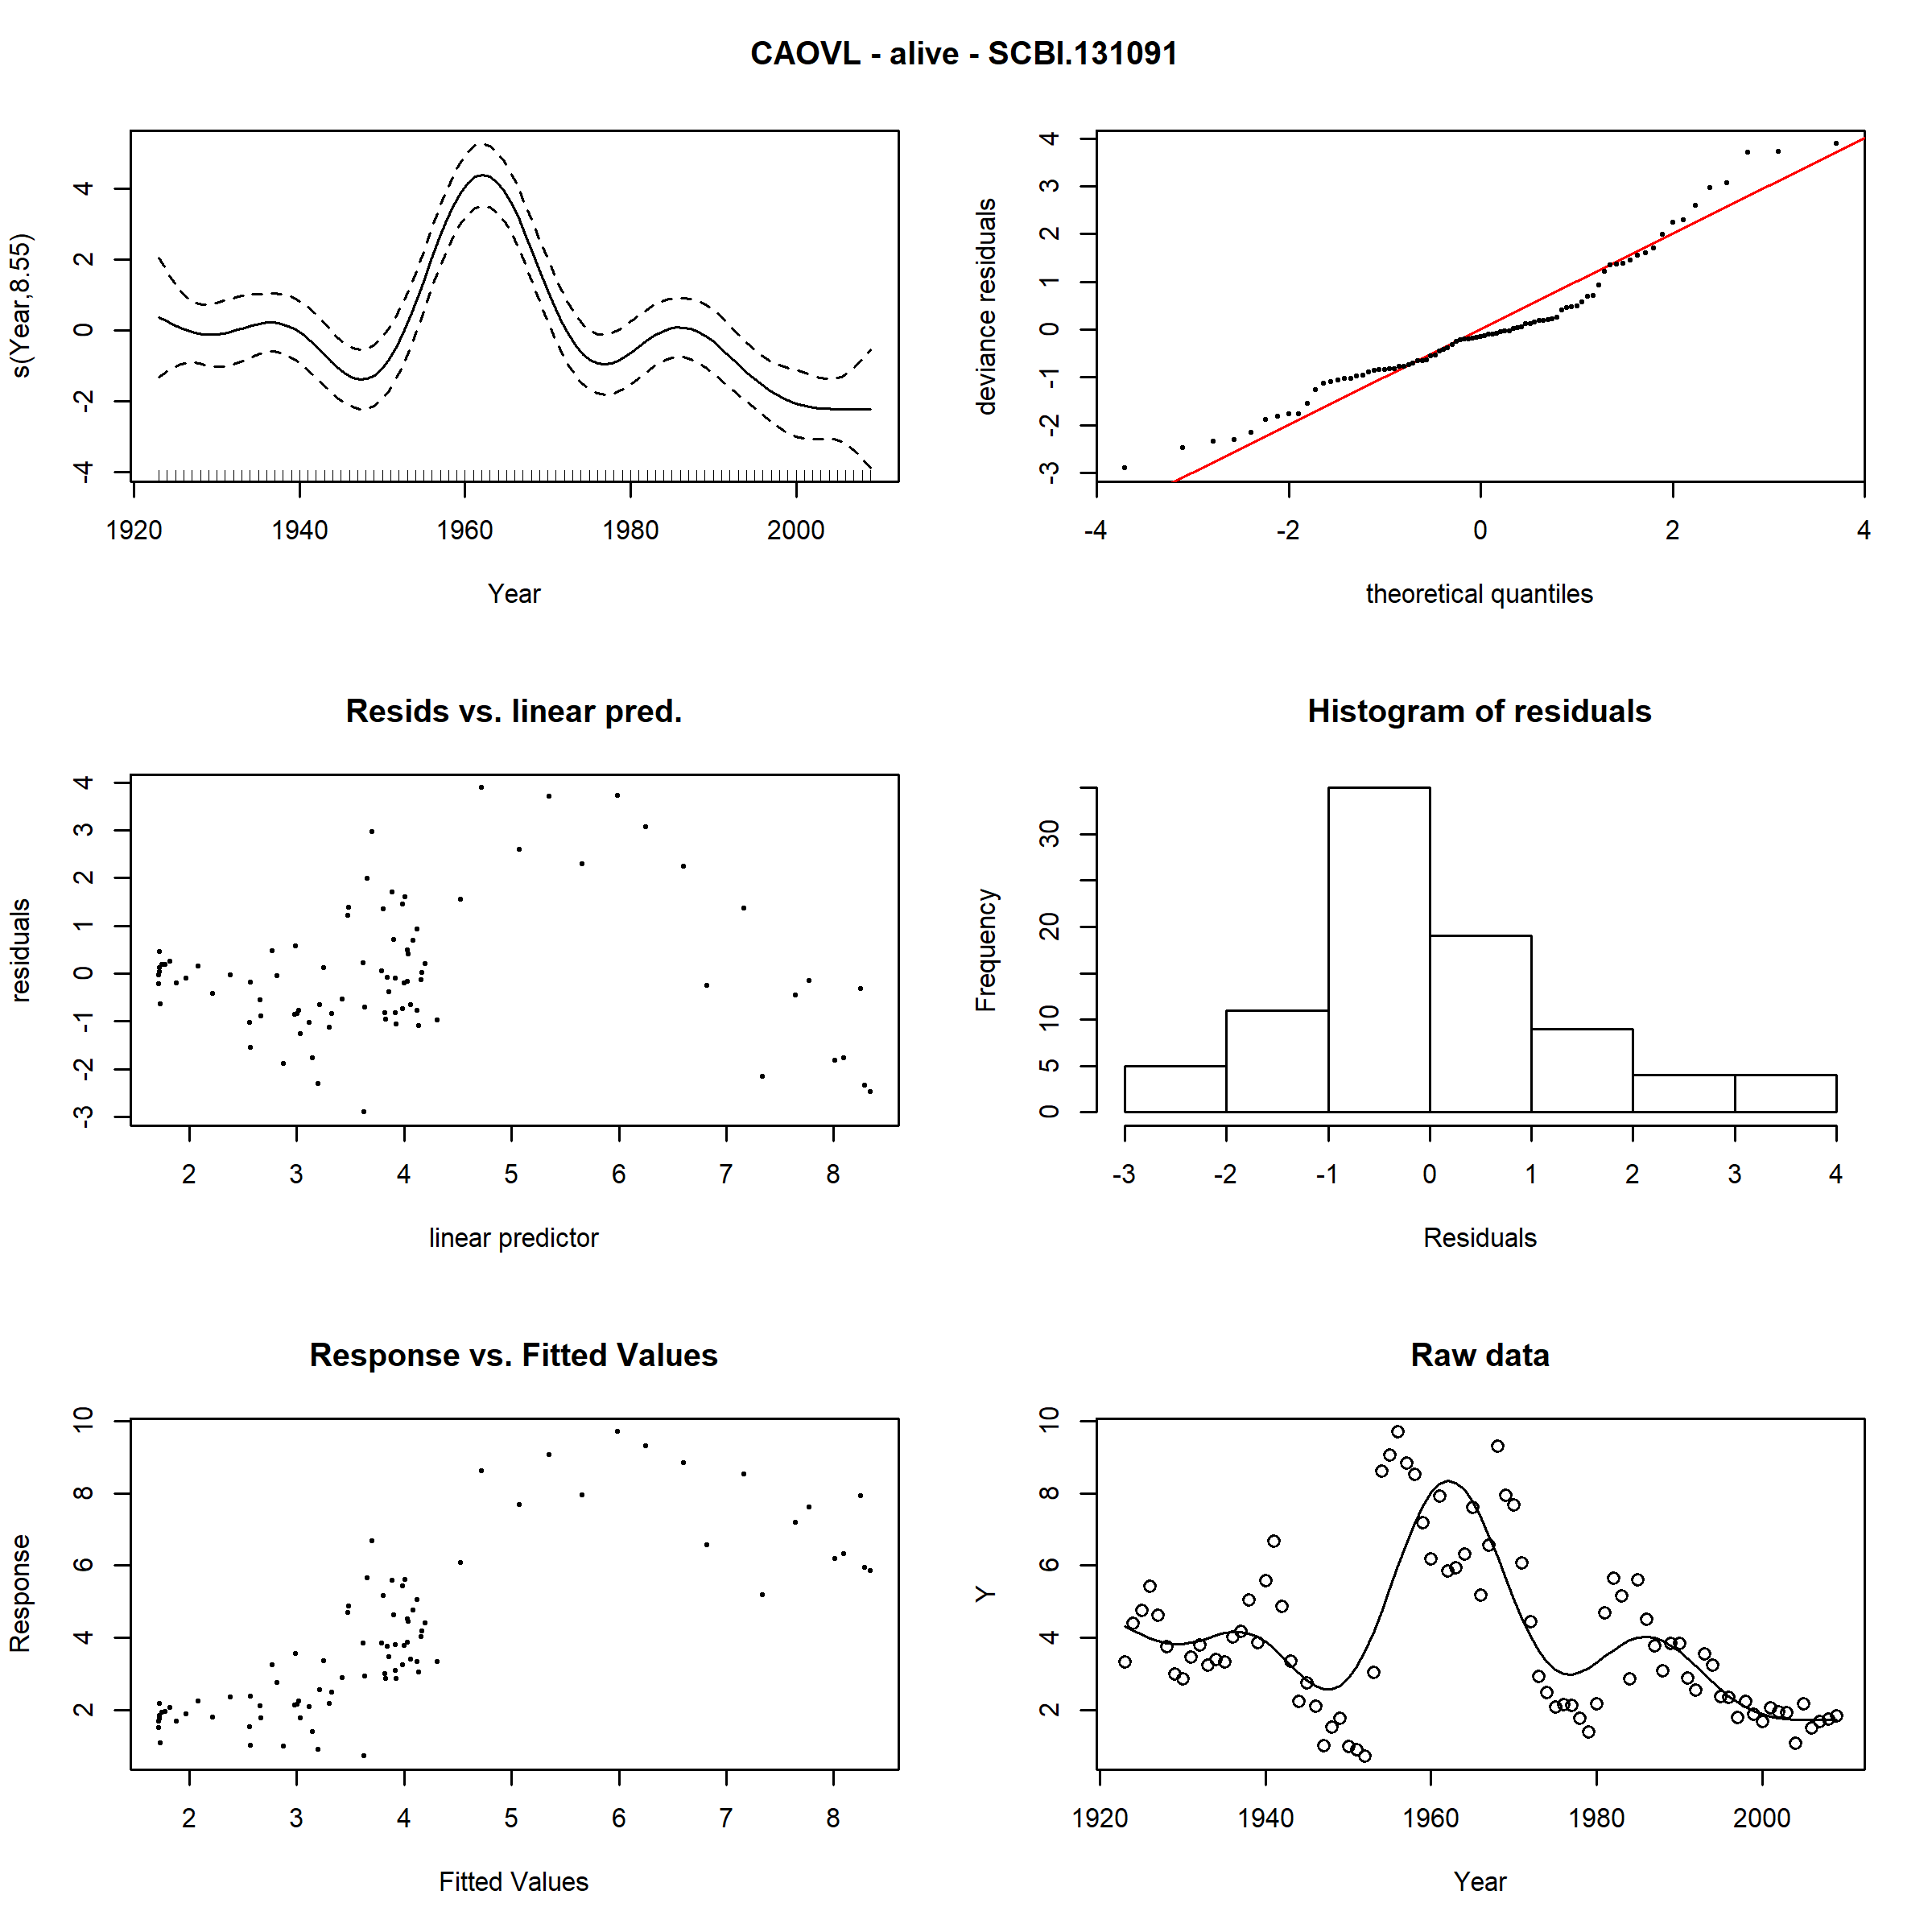 CAOVL - alive - SCBI.131091
s(Year,8.55)
4
2
0
-2
-4
1920 1940 1960 1980 2000
Year
deviance residuals
4
3
2
1
0
-1
-2
-3
-4 -2 0 2 4
theoretical quantiles
Resids vs. linear pred.
residuals
4
3
2
1
0
-1
-2
-3
2 3 4 5 6 7 8
linear predictor
Histogram of residuals
Frequency
30
20
10
5
0
-3 -2 -1 0 1 2 3 4
Residuals
Response vs. Fitted Values
Response
10
8
6
4
2
2 3 4 5 6 7 8
Fitted Values
Raw data
Y
10
8
6
4
2
1920 1940 1960 1980 2000
Year